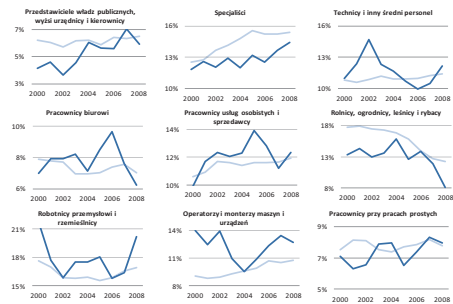 Przedstawiciele władz publicznych,
wyżsi urzędnicy i kierownicy
7%
5%
3%
2000 2002 2004 2006 2008
Specjaliści
16%
13%
10%
2000 2002 2004 2006 2008
Technicy i inny średni personel
16%
13%
10%
2000 2002 2004 2006 2008
Pracownicy biurowi
10%
8%
6%
2000 2002 2004 2006 2008
Pracownicy usług osobistych i
sprzedawcy
14%
12%
10%
2000 2002 2004 2006 2008
Rolnicy, ogrodnicy, leśnicy i rybacy
18%
13%
8%
2000 2002 2004 2006 2008
Robotnicy przemysłowi i
rzemieślnicy
21%
18%
15%
2000 2002 2004 2006 2008
Operatorzy i monterzy maszyn i
urządzeń
14%
11%
8%
2000 2002 2004 2006 2008
Pracownicy przy pracach prostych
9%
7%
5%
2000 2002 2004 2006 2008